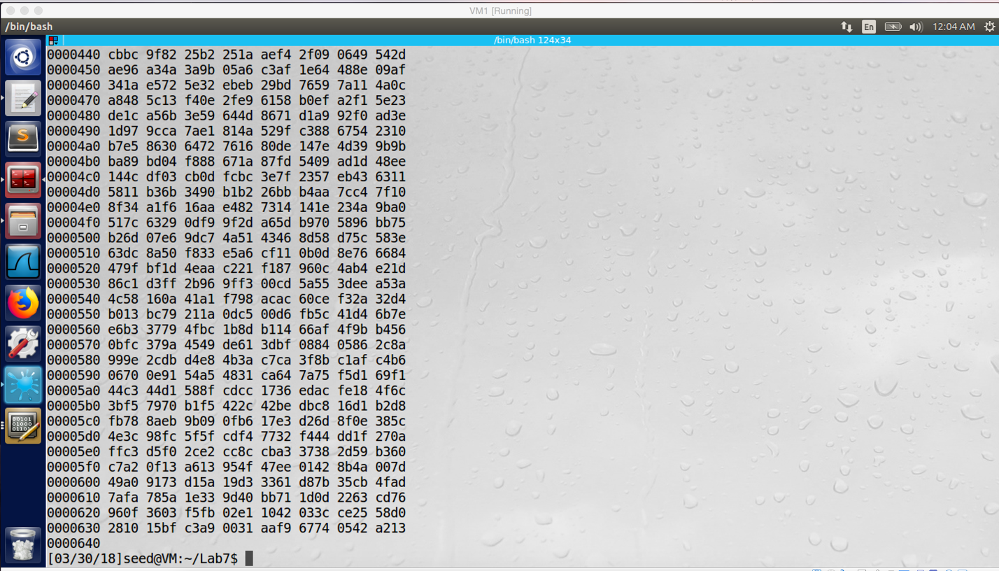 VM1 [Running]
/bin/bash
En
12:04 AM
/bin/bash 124x34
0000440 cbbc 9f82 25b2 251a aef4 2f09 0649 542d
0000450 ae96 a34a 3a9b 05a6 c3af 1e64 488e 09af
0000460 341a e572 5e32 ebeb 29bd 7659 7a11 4a0c
0000470 a848 5c13 f40e 2fe9 6158 b0ef a2f1 5e23
0000480 de1c a56b 3e59 644d 8671 d1a9 92f0 ad3e
0000490 1d97 9cca 7ae1 814a 529f c388 6754 2310
00004a0 b7e5 8630 6472 7616 80de 147e 4d39 9b9b
00004b0 ba89 bd04 f888 671a 87fd 5409 ad1d 48ee
00004c0 144c df03 cb0d fcbc 3e7f 2357 eb43 6311
00004d0 5811 b36b 3490 b1b2 26bb b4aa 7cc4 7f10
00004e0 8f34 a1f6 16aa e482 7314 141e 234a 9ba0
00004f0 517c 6329 0df9 9f2d a65d b970 5896 bb75
0000500 b26d 07e6 9dc7 4a51 4346 8d58 d75c 583e
0000510 63dc 8a50 f833 e5a6 cf11 0b0d 8e76 6684
0000520 479f bf1d 4eaa c221 f187 960c 4ab4 e21d
0000530 86c1 d3ff 2b96 9ff3 00cd 5a55 3dee a53a
0000540 4c58 160a 41a1 f798 acac 60ce f32a 32d4
0000550 b013 bc79 211a 0dc5 00d6 fb5c 41d4 6b7e
0000560 e6b3 3779 4fbc 1b8d b114 66af 4f9b b456
0000570 0bfc 379a 4549 de61 3dbf 0884 0586 2c8a
0000580 999e 2cdb d4e8 4b3a c7ca 3f8b c1af c4b6
0000590 0670 0e91 54a5 4831 ca64 7a75 f5d1 69f1
00005a0 44c3 44d1 588f cdcc 1736 edac fe18 4f6c
00005b0 3bf5 7970 b1f5 422c 42be dbc8 16d1 b2d8
00005c0 fb78 8aeb 9b09 0fb6 17e3 d26d 8f0e 385c
00005d0 4e3c 98fc 5f5f cdf4 7732 f444 dd1f 270a
00005e0 ffc3 d5f0 2ce2 cc8c cba3 3738 2d59 b360
00005f0 c7a2 0f13 a613 954f 47ee 0142 8b4a 007d
0000600 49a0 9173 d15a 19d3 3361 d87b 35cb 4fad
0000610 7afa 785a 1e33 9d40 bb71 1d0d 2263 cd76
0000620 960f 3603 f5fb 02e1 1042 033c ce25 58d0
0000630 2810 15bf c3a9 0031 aaf9 6774 0542 a213
0000640
[03/30/18]seed@VM:~/Lab7$